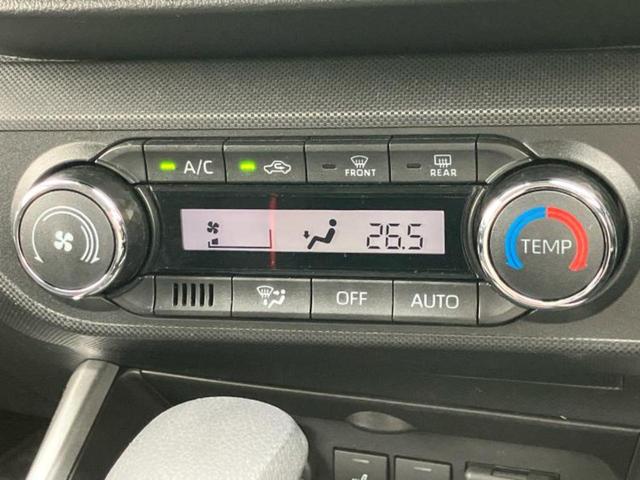 A/C
FRONT
REAR
26.5
TEMP
OFF
AUTO